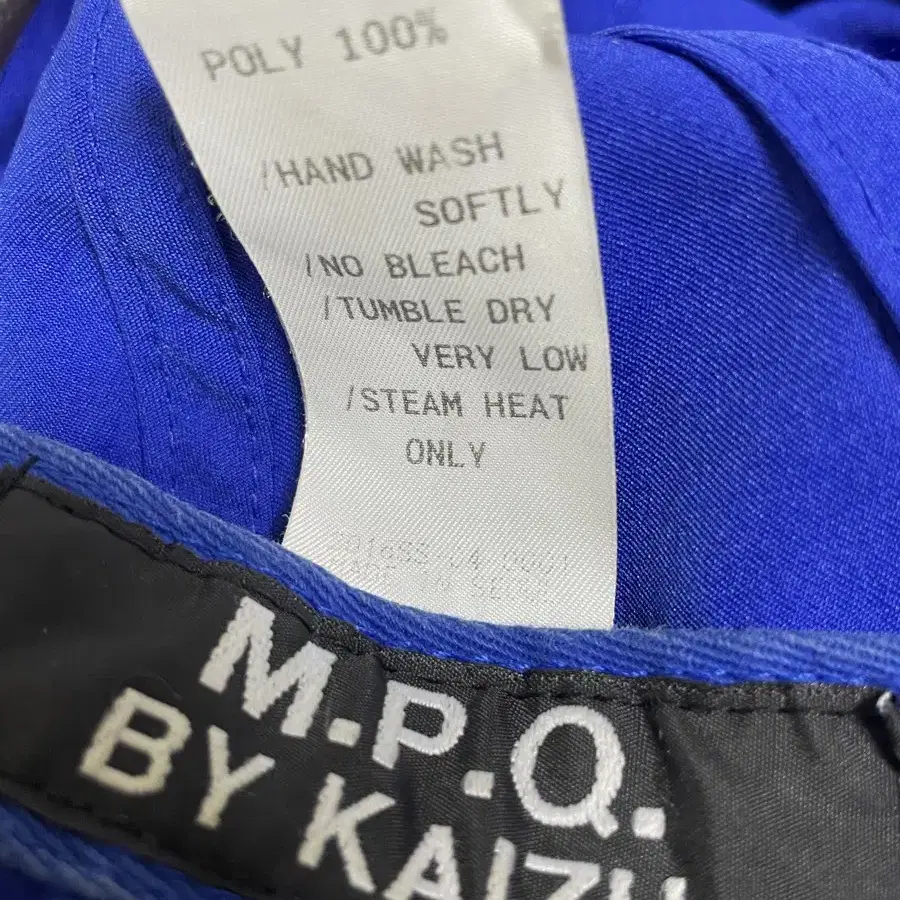 POLY 100%
/HAND WASH
SOFTLY
/NO BLEACH
/TUMBLE DRY
VERY LOW
/STEAM HEAT
ONLY
M.P.Q.
BY KAIZU